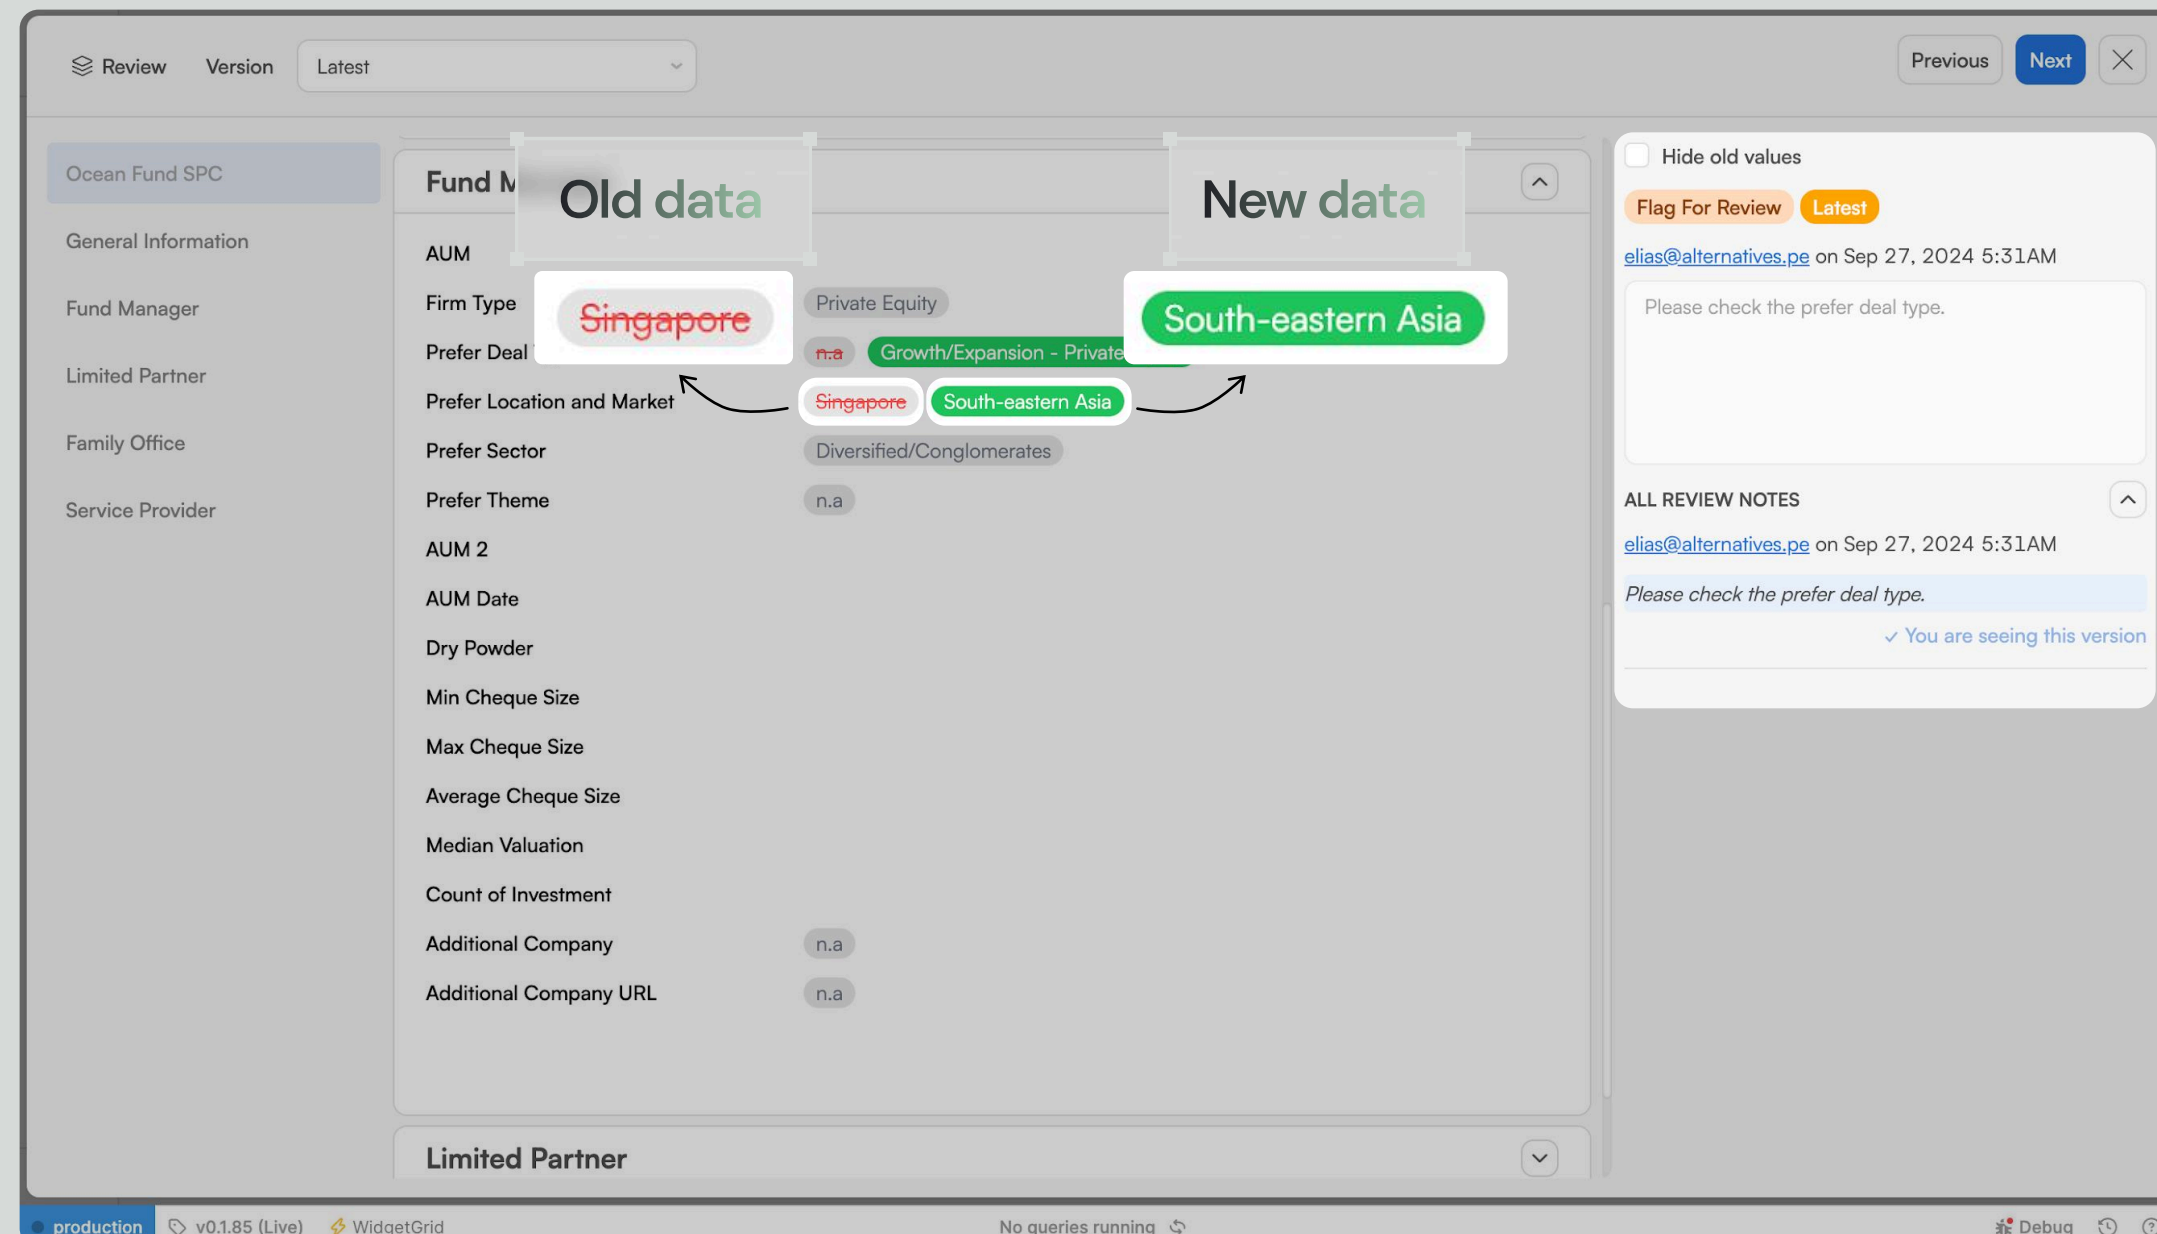 Review Version Latest Previous Next
Ocean Fund SPC
General Information
Fund Manager
Limited Partner
Family Office
Service Provider
Fund
Old data
New data
AUM
Firm Type Private Equity
Singapore
South-eastern Asia
Prefer Deal n.a Growth/Expansion - Private
Prefer Location and Market Singapore South-eastern Asia
Prefer Sector Diversified/Conglomerates
Prefer Theme n.a
AUM 2
AUM Date
Dry Powder
Min Cheque Size
Max Cheque Size
Average Cheque Size
Median Valuation
Count of Investment
Additional Company n.a
Additional Company URL n.a
Limited Partner
Hide old values
Flag For Review Latest
elias@alternatives.pe on Sep 27, 2024 5:31AM
Please check the prefer deal type.
ALL REVIEW NOTES
elias@alternatives.pe on Sep 27, 2024 5:31AM
Please check the prefer deal type.
You are seeing this version
production v0.1.85 (Live) WidgetGrid No queries running Debug